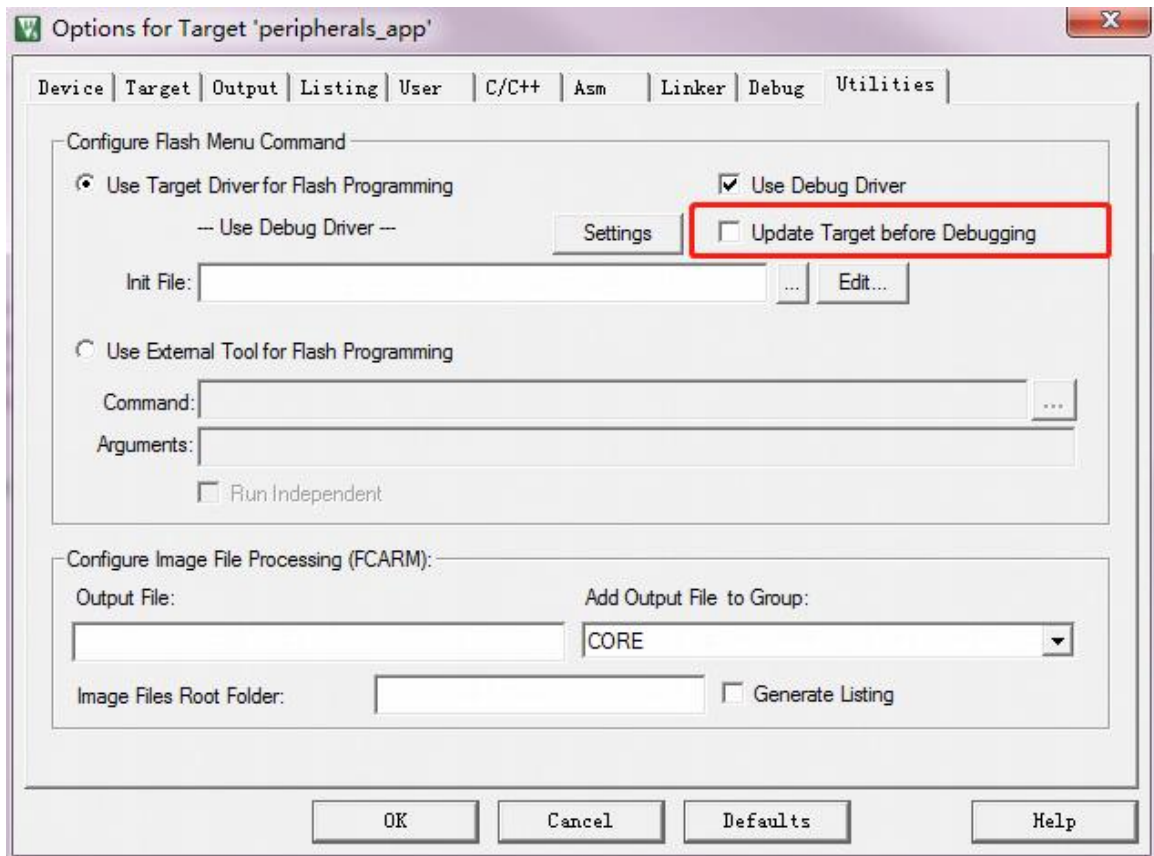 Options for Target 'peripherals_app'
Device Target Output Listing User C/C++ Asm Linker Debug Utilities
Configure Flash Menu Command
Use Target Driver for Flash Programming Use Debug Driver
--- Use Debug Driver --- Settings Update Target before Debugging
Init File: ... Edit...
Use External Tool for Flash Programming
Command: ...
Arguments:
Run Independent
Configure Image File Processing (FCARM):
Output File: Add Output File to Group:
CORE
Image Files Root Folder: Generate Listing
OK Cancel Defaults Help